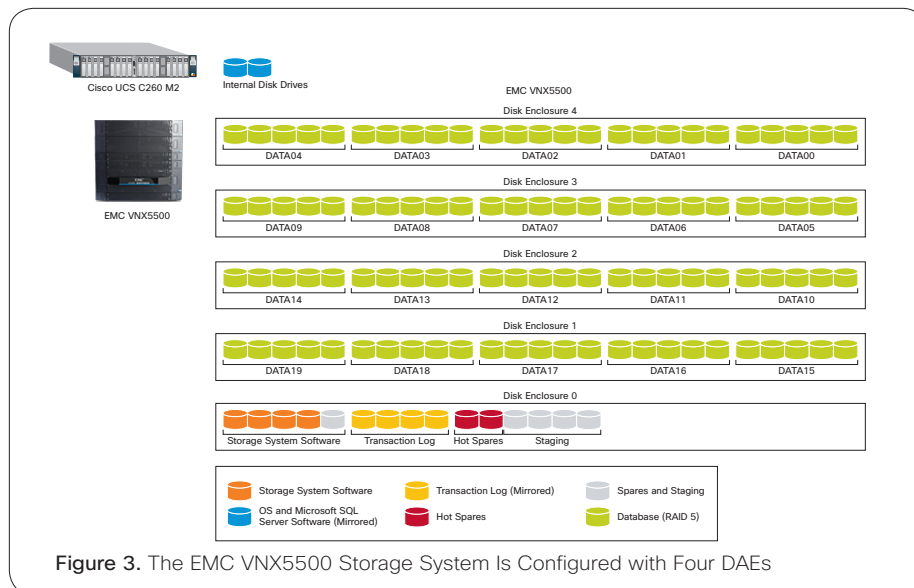 Cisco UCS C260 M2
Internal Disk Drives
EMC VNX5500
EMC VNX5500
Disk Enclosure 4
DATA04 DATA03 DATA02 DATA01 DATA00
Disk Enclosure 3
DATA09 DATA08 DATA07 DATA06 DATA05
Disk Enclosure 2
DATA14 DATA13 DATA12 DATA11 DATA10
Disk Enclosure 1
DATA19 DATA18 DATA17 DATA16 DATA15
Disk Enclosure 0
Storage System Software Transaction Log Hot Spares Staging
Storage System Software Transaction Log (Mirrored) Spares and Staging
OS and Microsoft SQL Server Software (Mirrored) Hot Spares Database (RAID 5)
Figure 3. The EMC VNX5500 Storage System Is Configured with Four DAEs